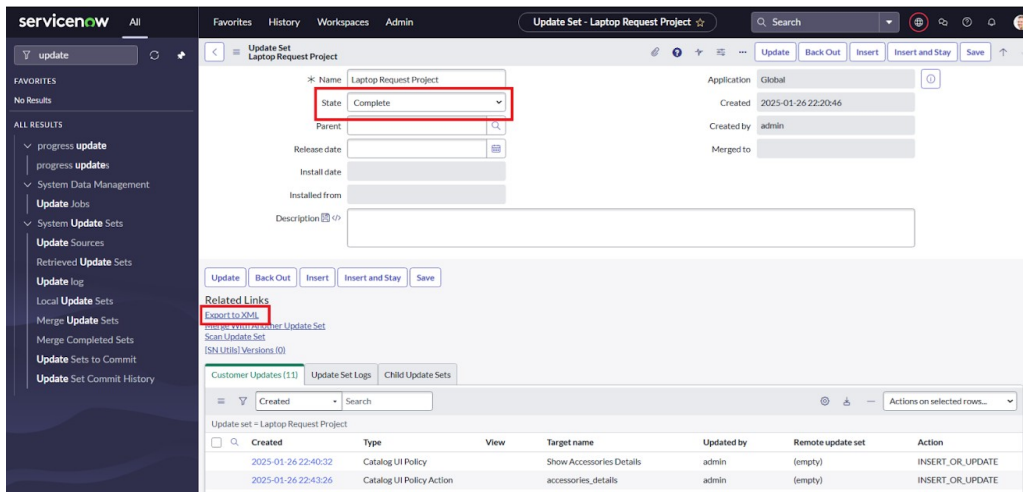 servicenow All Favorites History Workspaces Admin Update Set - Laptop Request Project Search
update
Update Set
Laptop Request Project
Update Back Out Insert Insert and Stay Save
FAVORITES
No Results
ALL RESULTS
progress update
progress updates
System Data Management
Update Jobs
System Update Sets
Update Sources
Retrieved Update Sets
Update log
Local Update Sets
Merge Update Sets
Merge Completed Sets
Update Sets to Commit
Update Set Commit History
Name Laptop Request Project
State Complete
Parent
Release date
Install date
Installed from
Description
Application Global
Created 2025-01-26 22:20:46
Created by admin
Merged to
Update Back Out Insert Insert and Stay Save
Related Links
Export to XML
Merge With Another Update Set
Scan Update Set
[SN Utils] Versions (0)
Customer Updates (11) Update Set Logs Child Update Sets
Created Search Actions on selected rows...
Update set = Laptop Request Project
Created Type View Target name Updated by Remote update set Action
2025-01-26 22:40:32 Catalog UI Policy Show Accessories Details admin (empty) INSERT_OR_UPDATE
2025-01-26 22:43:26 Catalog UI Policy Action accessories_details admin (empty) INSERT_OR_UPDATE